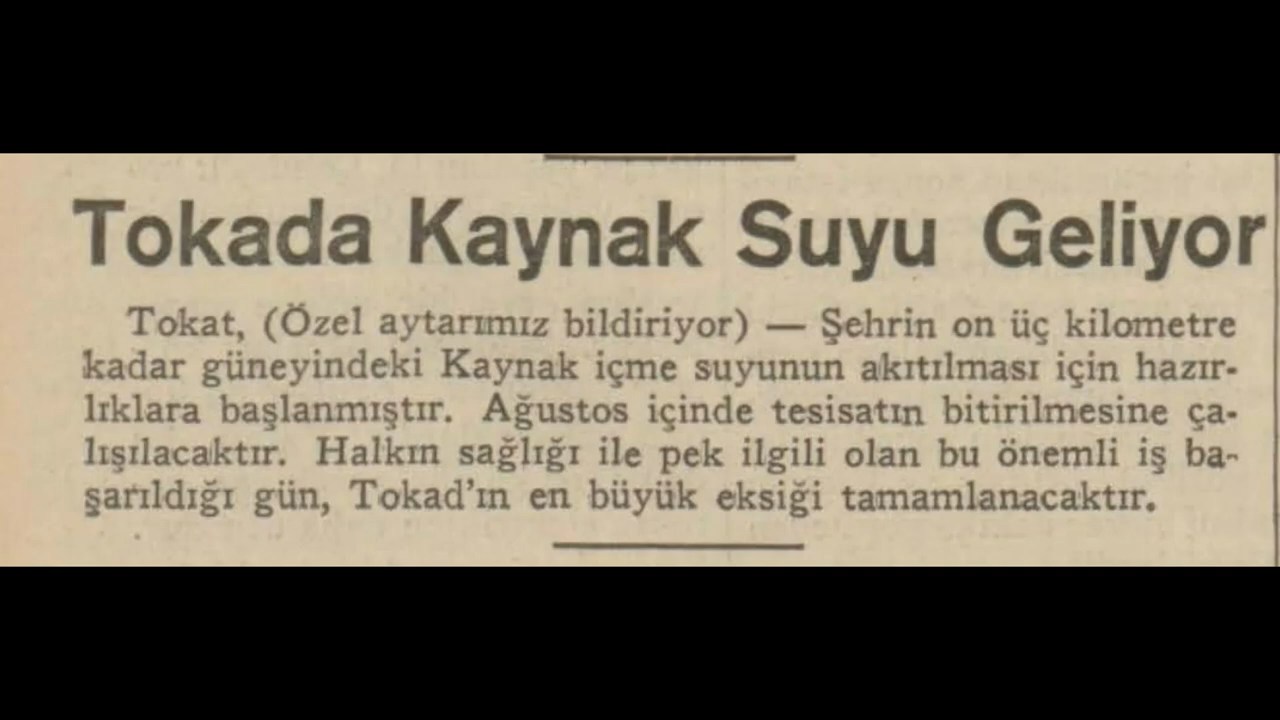 Tokada Kaynak Suyu Geliyor
Tokat, (Özel aytarımız bildiriyor) — Şehrin on üç kilometre
kadar güneyindeki Kaynak içme suyunun akıtılması için hazır-
lıklara başlanmıştır. Ağustos içinde tesisatın bitirilmesine ça-
lışılacaktır. Halkın sağlığı ile pek ilgili olan bu önemli iş ba-
şarıldığı gün, Tokad'ın en büyük eksiği tamamlanacaktır.